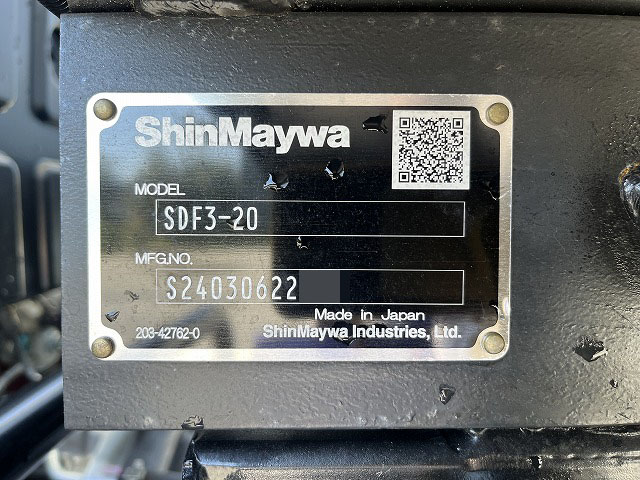 ShinMaywa
MODEL
SDF3-20
MFG.NO.
S24030622
Made in Japan
203-42762-0
ShinMaywa Industries, Ltd.